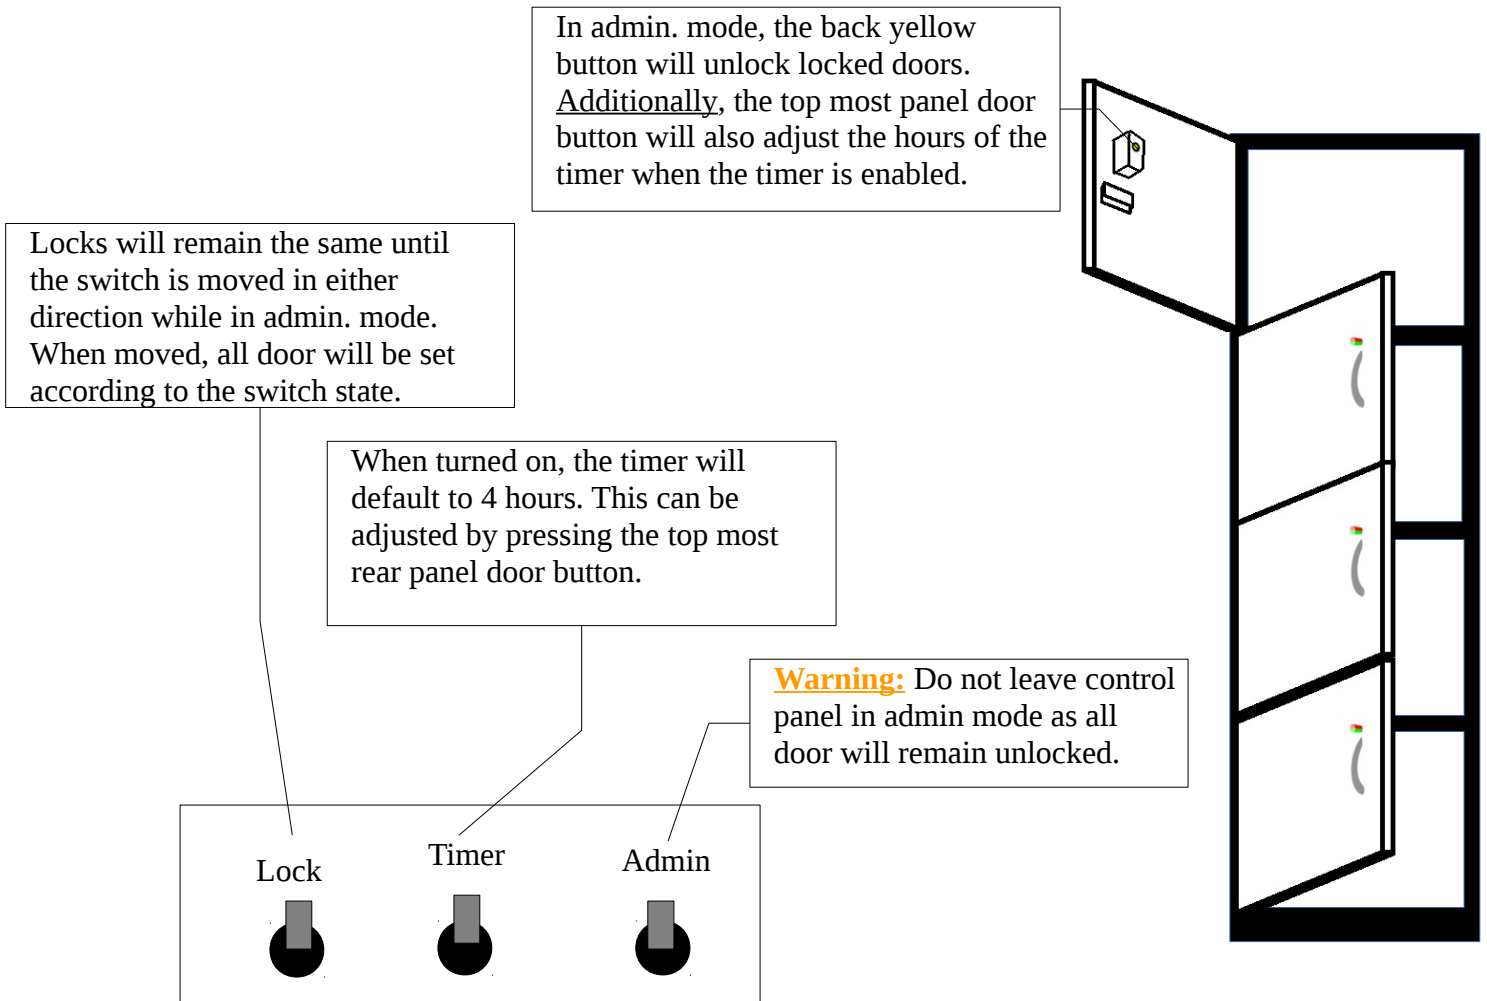 In admin. mode, the back yellow
button will unlock locked doors.
Additionally, the top most panel door
button will also adjust the hours of the
timer when the timer is enabled.
Locks will remain the same until
the switch is moved in either
direction while in admin. mode.
When moved, all door will be set
according to the switch state.
When turned on, the timer will
default to 4 hours. This can be
adjusted by pressing the top most
rear panel door button.
Warning: Do not leave control
panel in admin mode as all
door will remain unlocked.
Lock
Timer
Admin